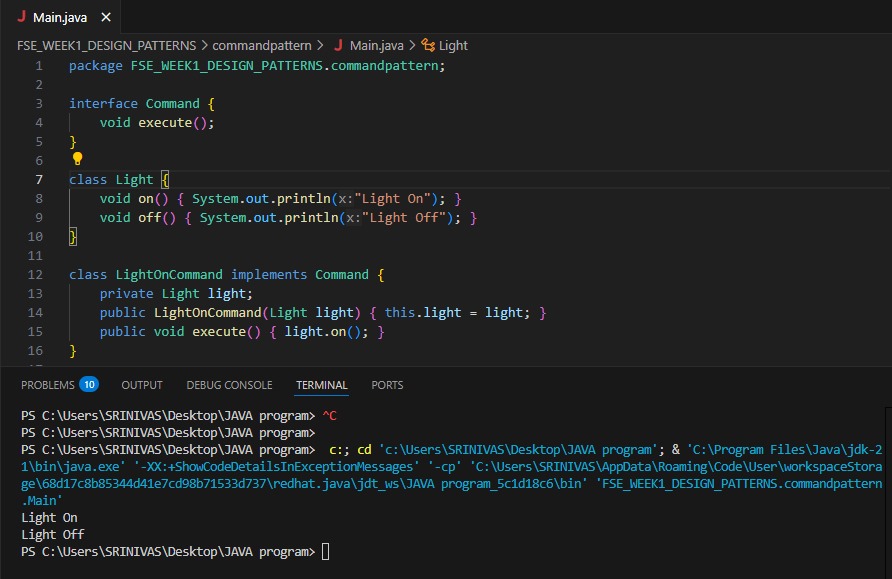 Main.java
FSE_WEEK1_DESIGN_PATTERNS > commandpattern > Main.java > Light
1 package FSE_WEEK1_DESIGN_PATTERNS.commandpattern;
2
3 interface Command {
4     void execute();
5 }
6
7 class Light {
8     void on() { System.out.println(x:"Light On"); }
9     void off() { System.out.println(x:"Light Off"); }
10 }
11
12 class LightOnCommand implements Command {
13     private Light light;
14     public LightOnCommand(Light light) { this.light = light; }
15     public void execute() { light.on(); }
16 }
PROBLEMS 10 OUTPUT DEBUG CONSOLE TERMINAL PORTS
PS C:\Users\SRINIVAS\Desktop\JAVA program> ^C
PS C:\Users\SRINIVAS\Desktop\JAVA program>
PS C:\Users\SRINIVAS\Desktop\JAVA program>  c:; cd 'c:\Users\SRINIVAS\Desktop\JAVA program'; & 'C:\Program Files\Java\jdk-2
1\bin\java.exe' '-XX:+ShowCodeDetailsInExceptionMessages' '-cp' 'C:\Users\SRINIVAS\AppData\Roaming\Code\User\workspaceStora
ge\68d17c8b85344d41e7cd98b71533d737\redhat.java\jdt_ws\JAVA program_5c1d18c6\bin' 'FSE_WEEK1_DESIGN_PATTERNS.commandpattern
.Main'
Light On
Light Off
PS C:\Users\SRINIVAS\Desktop\JAVA program>